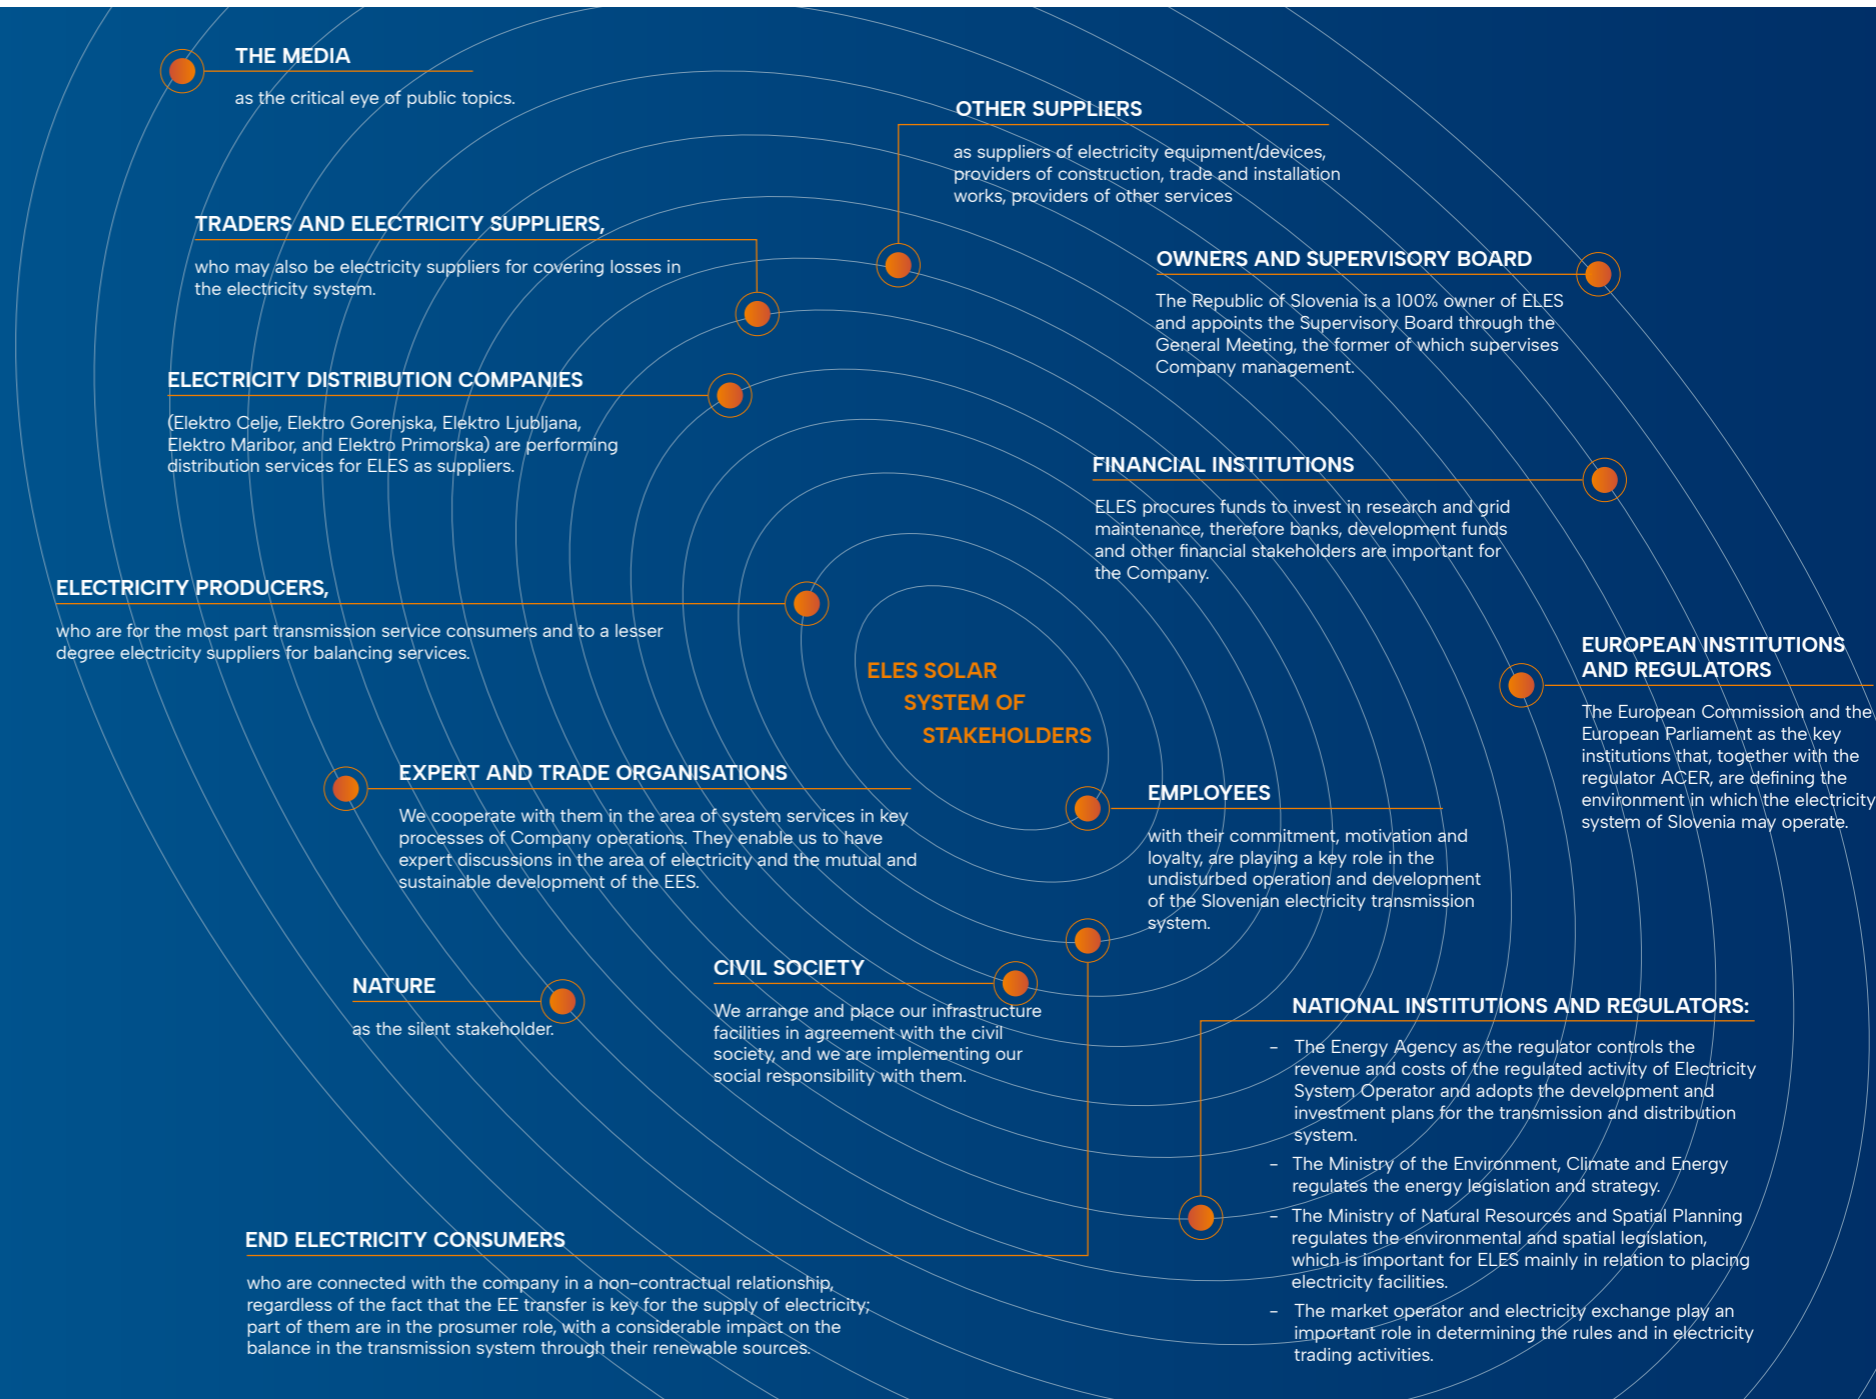 THE MEDIA
as the critical eye of public topics.
OTHER SUPPLIERS
as suppliers of electricity equipment/devices,
providers of construction, trade and installation
works, providers of other services
TRADERS AND ELECTRICITY SUPPLIERS,
who may also be electricity suppliers for covering losses in
the electricity system.
OWNERS AND SUPERVISORY BOARD
The Republic of Slovenia is a 100% owner of ELES
and appoints the Supervisory Board through the
General Meeting, the former of which supervises
Company management.
ELECTRICITY DISTRIBUTION COMPANIES
(Elektro Celje, Elektro Gorenjska, Elektro Ljubljana,
Elektro Maribor, and Elektro Primorska) are performing
distribution services for ELES as suppliers.
FINANCIAL INSTITUTIONS
ELES procures funds to invest in research and grid
maintenance, therefore banks, development funds
and other financial stakeholders are important for
the Company.
ELECTRICITY PRODUCERS,
who are for the most part transmission service consumers and to a lesser
degree electricity suppliers for balancing services.
EUROPEAN INSTITUTIONS
AND REGULATORS
The European Commission and the
European Parliament as the key
institutions that, together with the
regulator ACER, are defining the
environment in which the electricity
system of Slovenia may operate.
ELES SOLAR
SYSTEM OF
STAKEHOLDERS
EXPERT AND TRADE ORGANISATIONS
We cooperate with them in the area of system services in key
processes of Company operations. They enable us to have
expert discussions in the area of electricity and the mutual and
sustainable development of the EES.
EMPLOYEES
with their commitment, motivation and
loyalty, are playing a key role in the
undisturbed operation and development
of the Slovenian electricity transmission
system.
NATURE
as the silent stakeholder.
CIVIL SOCIETY
We arrange and place our infrastructure
facilities in agreement with the civil
society, and we are implementing our
social responsibility with them.
NATIONAL INSTITUTIONS AND REGULATORS:
- The Energy Agency as the regulator controls the
revenue and costs of the regulated activity of Electricity
System Operator and adopts the development and
investment plans for the transmission and distribution
system.
- The Ministry of the Environment, Climate and Energy
regulates the energy legislation and strategy.
- The Ministry of Natural Resources and Spatial Planning
regulates the environmental and spatial legislation,
which is important for ELES mainly in relation to placing
electricity facilities.
- The market operator and electricity exchange play an
important role in determining the rules and in electricity
trading activities.
END ELECTRICITY CONSUMERS
who are connected with the company in a non-contractual relationship,
regardless of the fact that the EE transfer is key for the supply of electricity;
part of them are in the prosumer role, with a considerable impact on the
balance in the transmission system through their renewable sources.